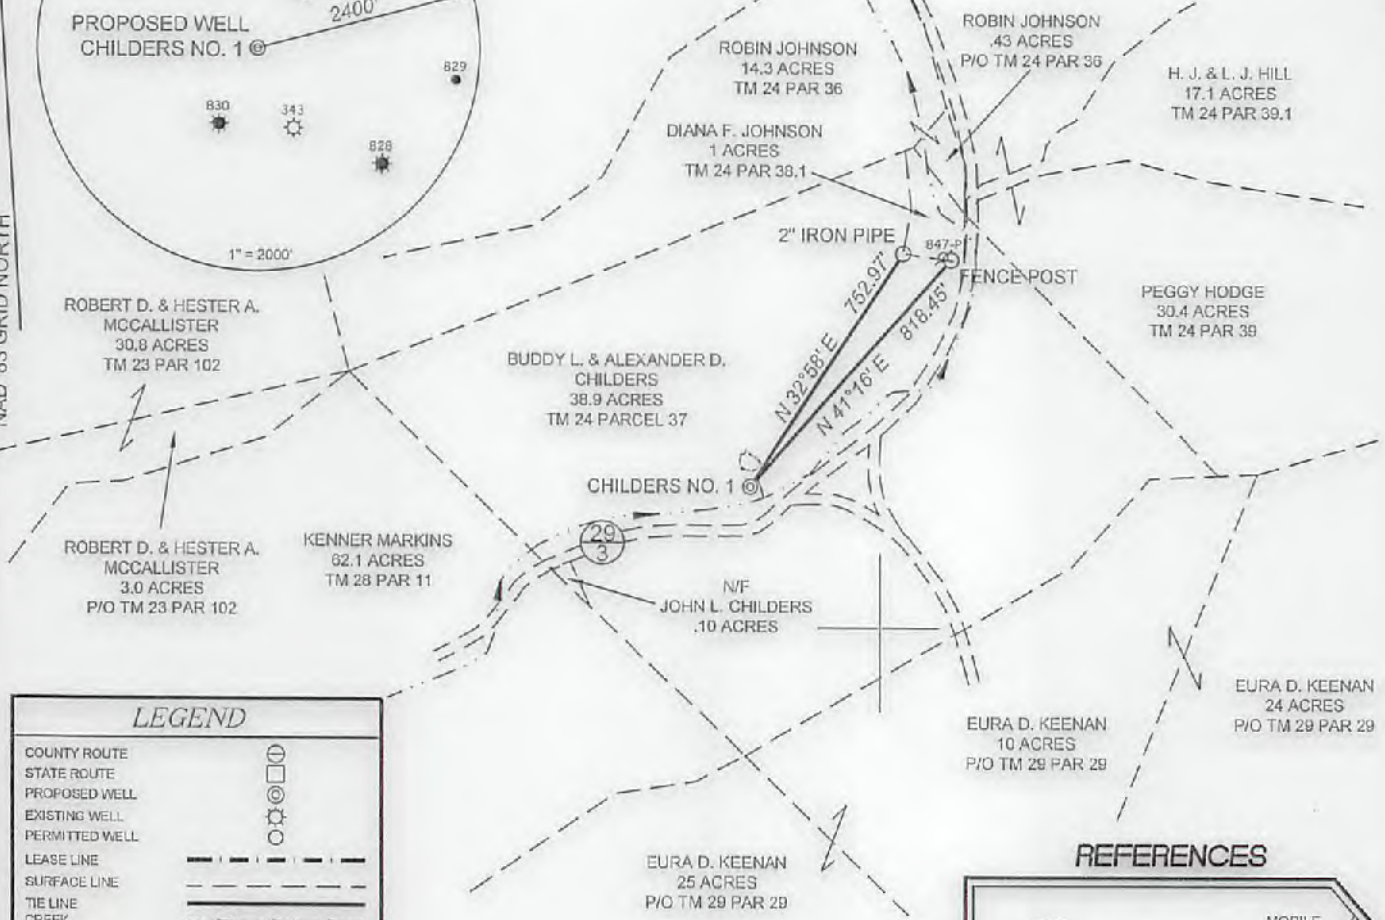 2400'
PROPOSED WELL
CHILDERS NO. 1
829
830
343
828
1" = 2000'
GRID NORTH
ROBIN JOHNSON
14.3 ACRES
TM 24 PAR 36
ROBIN JOHNSON
.43 ACRES
P/O TM 24 PAR 36
H. J. & L. J. HILL
17.1 ACRES
TM 24 PAR 39.1
DIANA F. JOHNSON
1 ACRES
TM 24 PAR 38.1
2" IRON PIPE
847-P
FENCE POST
752.97'
N 32°58' E
818.45'
N 41°16' E
PEGGY HODGE
30.4 ACRES
TM 24 PAR 39
ROBERT D. & HESTER A.
MCCALLISTER
30.8 ACRES
TM 23 PAR 102
BUDDY L. & ALEXANDER D.
CHILDERS
38.9 ACRES
TM 24 PARCEL 37
CHILDERS NO. 1
29
3
ROBERT D. & HESTER A.
MCCALLISTER
3.0 ACRES
P/O TM 23 PAR 102
KENNER MARKINS
62.1 ACRES
TM 28 PAR 11
N/F
JOHN L. CHILDERS
.10 ACRES
EURA D. KEENAN
24 ACRES
P/O TM 29 PAR 29
EURA D. KEENAN
10 ACRES
P/O TM 29 PAR 29
EURA D. KEENAN
25 ACRES
P/O TM 29 PAR 29
LEGEND
COUNTY ROUTE
STATE ROUTE
PROPOSED WELL
EXISTING WELL
PERMITTED WELL
LEASE LINE
SURFACE LINE
TIE LINE
CREEK
REFERENCES
MOBILE